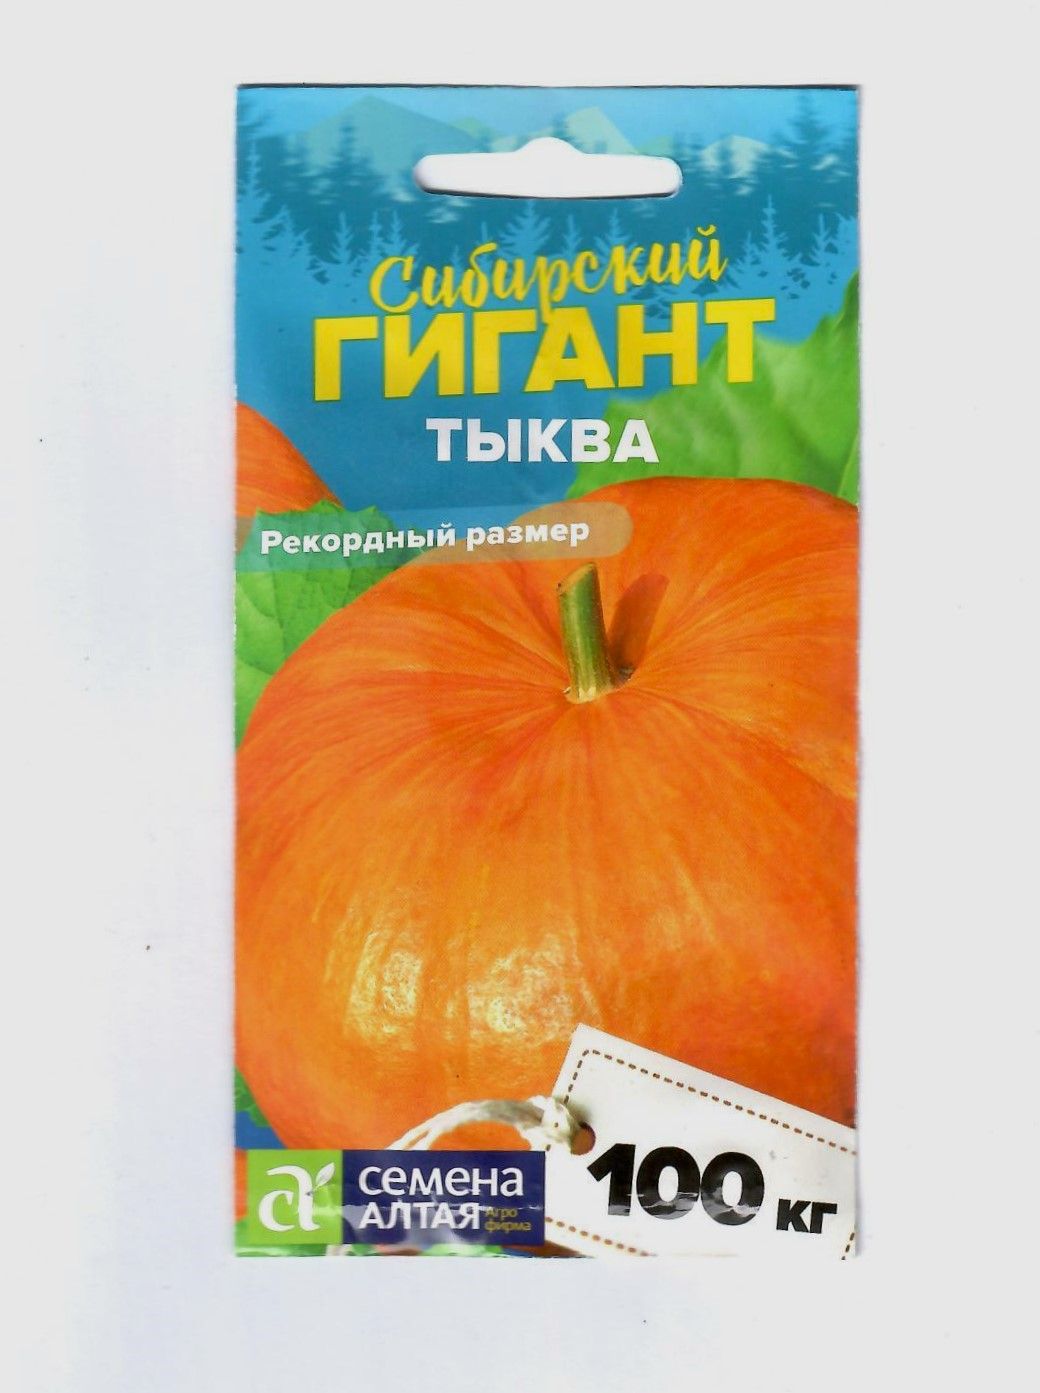 Сибирский
ГИГАНТ
ТЫКВА
Рекордный размер
100 кг
семена
АЛТАЯ
Агро
фирма